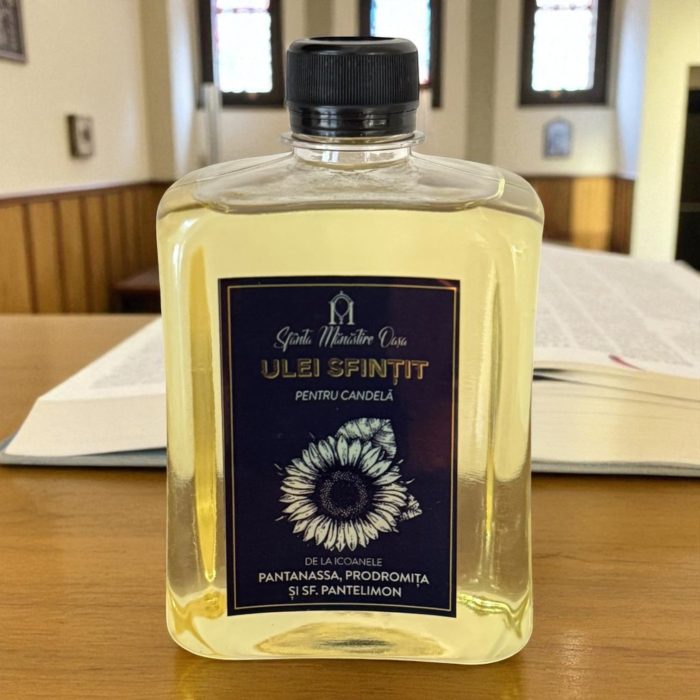 Sfânta Mănăstire Oașa
ULEI SFINȚIT
PENTRU CANDELĂ
DE LA ICOANELE
PANTANASSA, PRODROMIȚA
ȘI SF. PANTELIMON